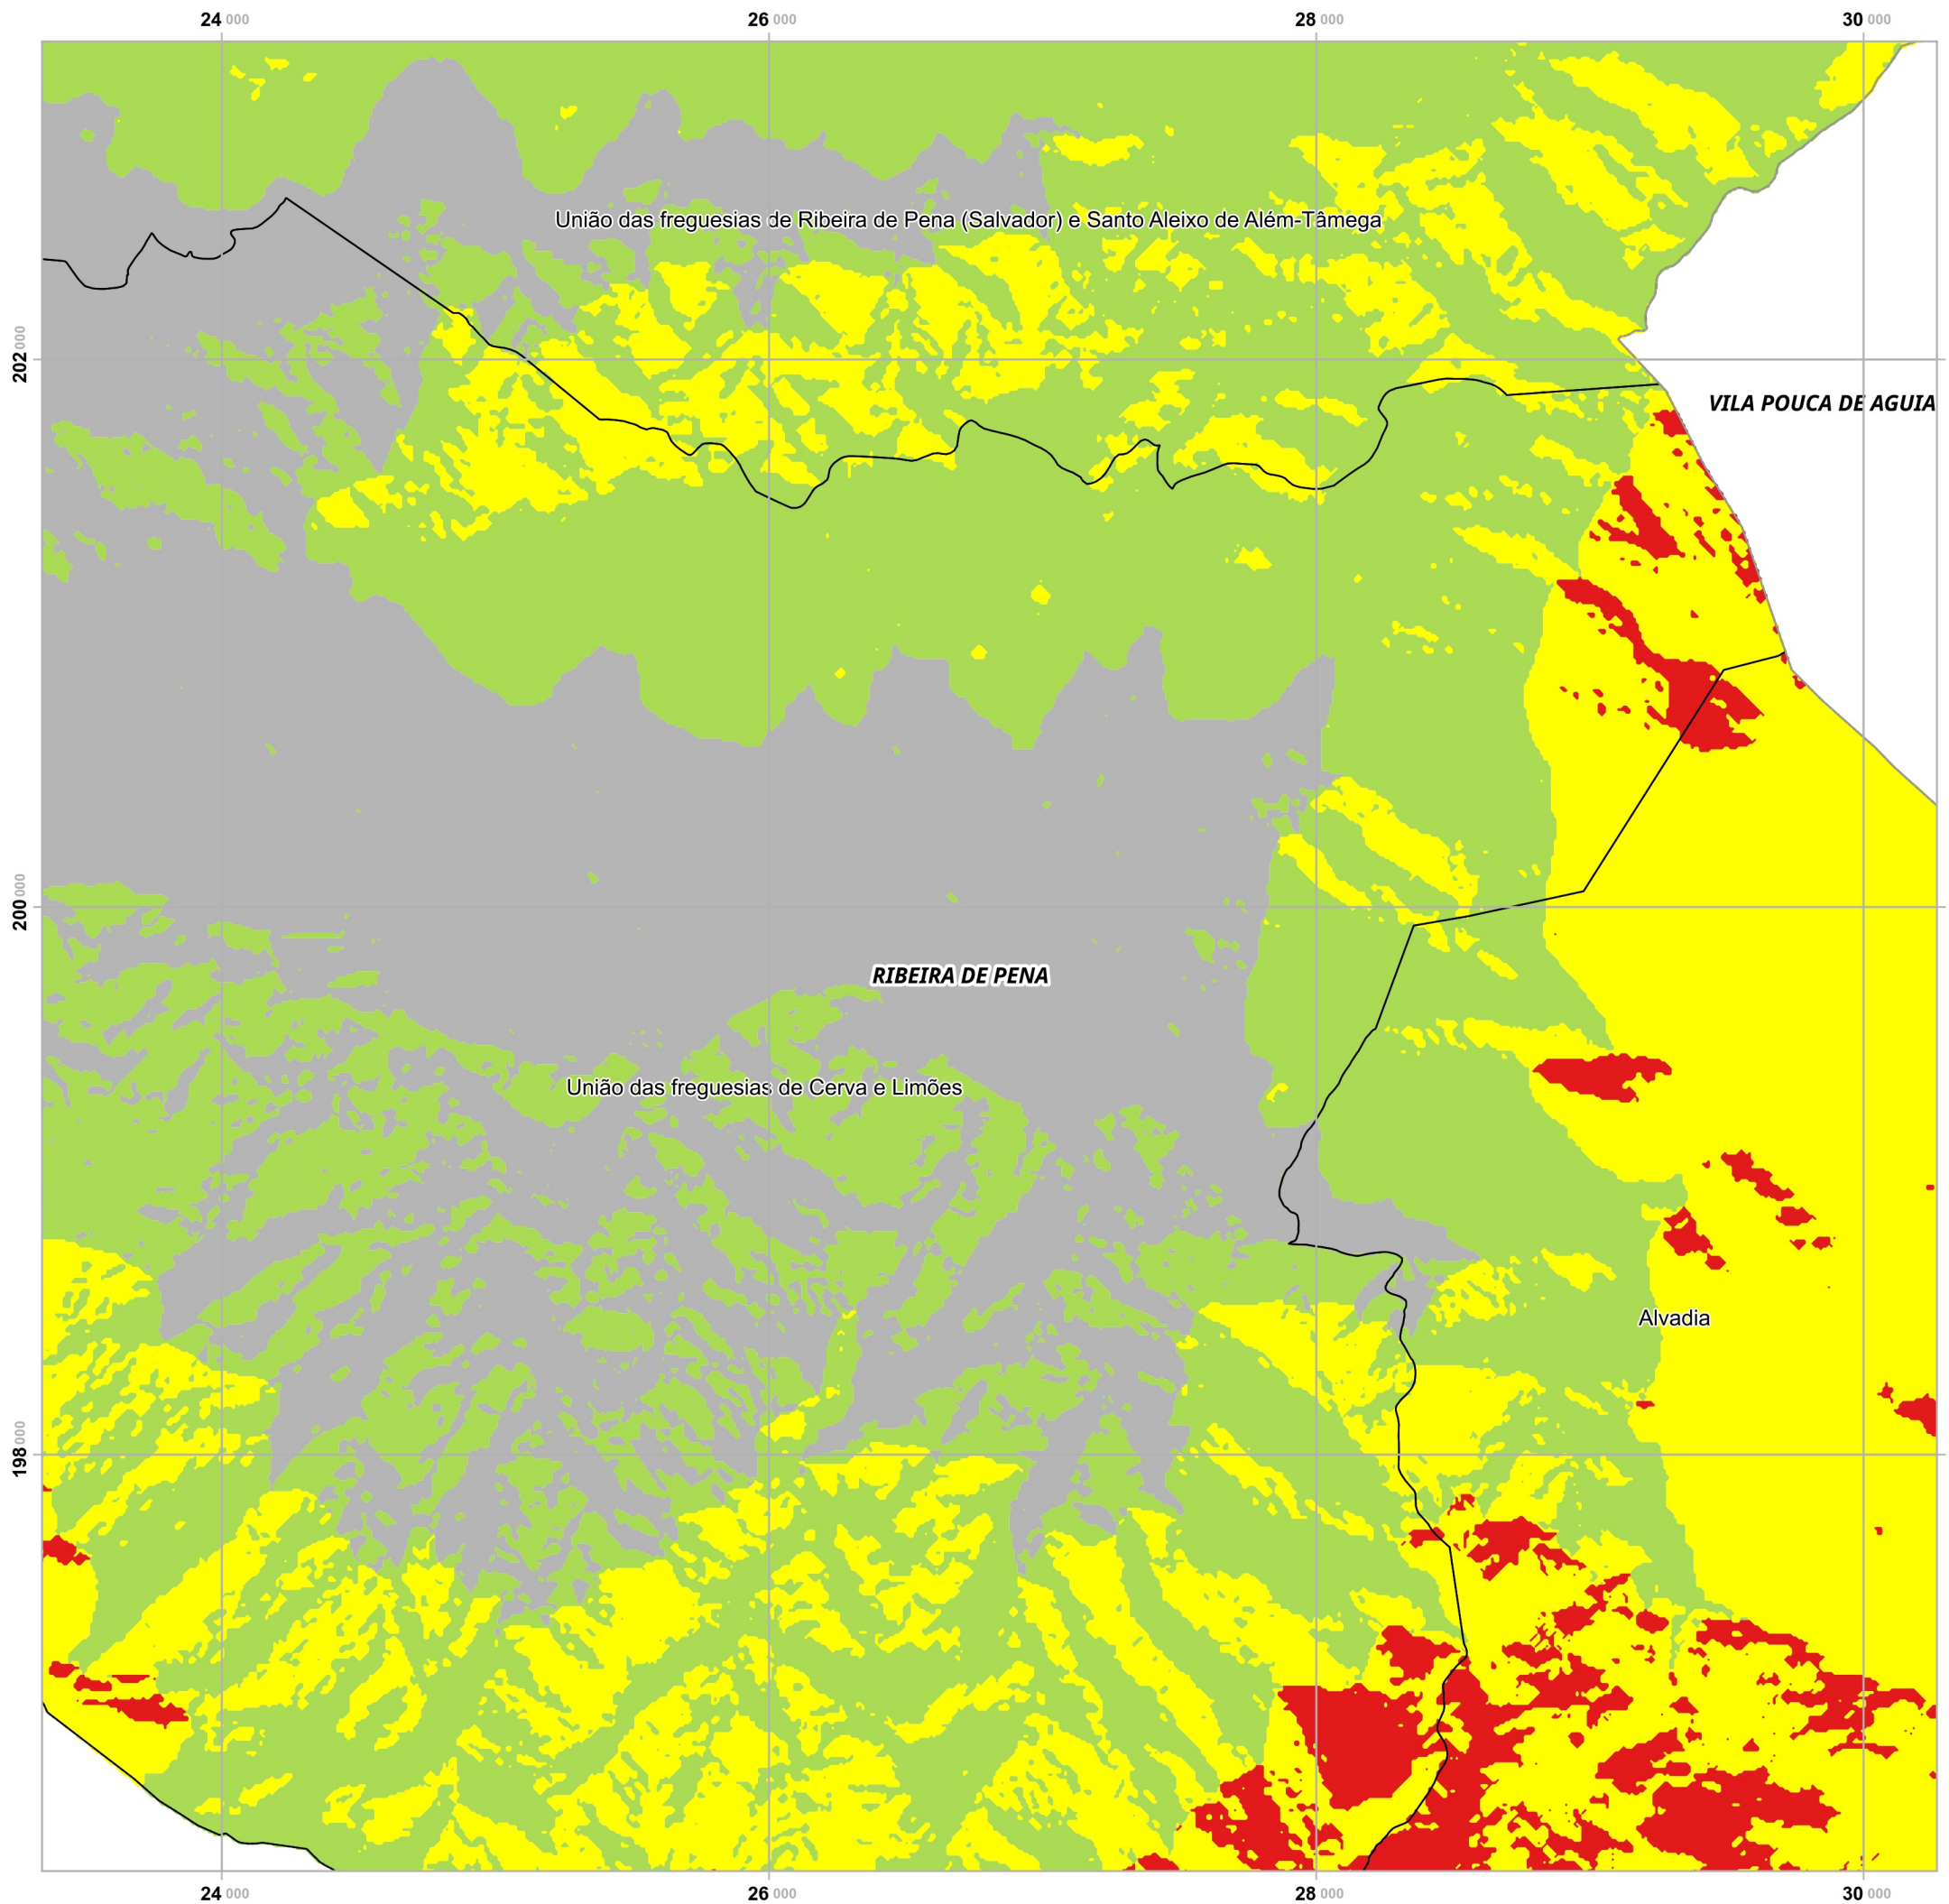 24 000 26 000 28 000 30 000
União das freguesias de Ribeira de Pena (Salvador) e Santo Aleixo de Além-Tâmega
202 000
VILA POUCA DE AGUIA
200 000
RIBEIRA DE PENA
União das freguesias de Cerva e Limões
Alvadia
198 000
24 000 26 000 28 000 30 000